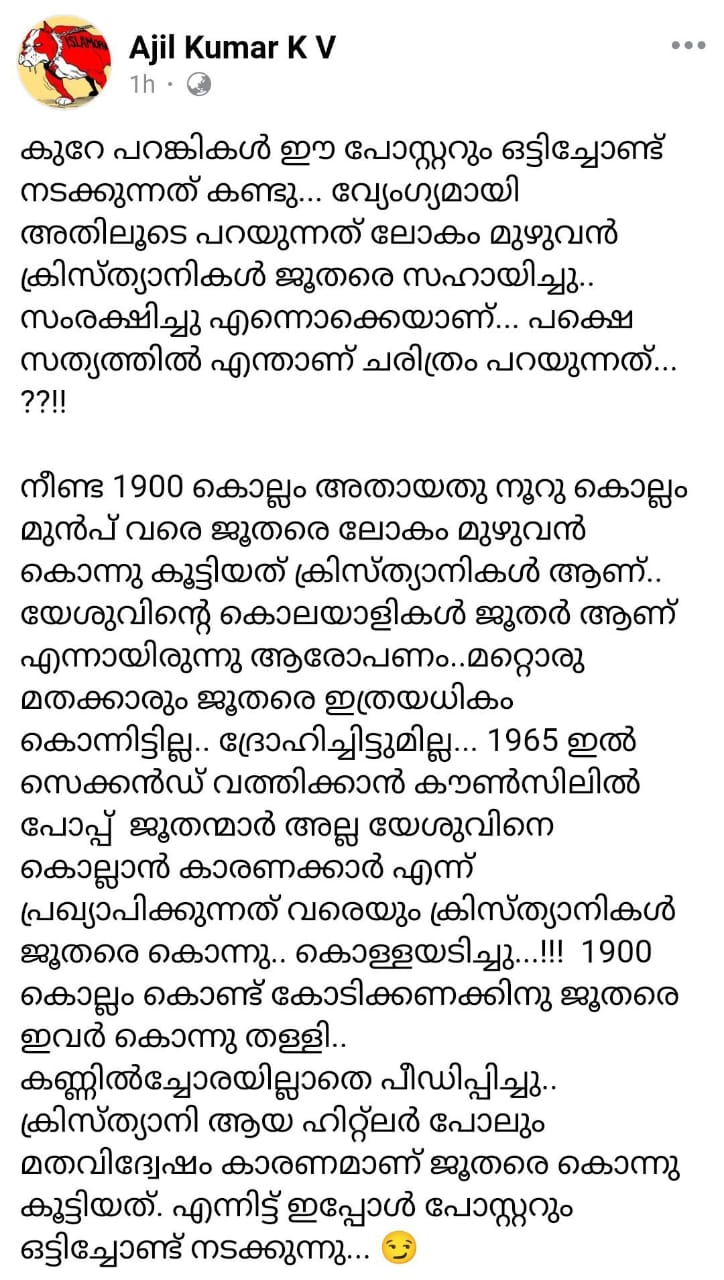 ISLAMOPH
Ajil Kumar K V
1h
കുറേ പറങ്കികൾ ഈ പോസ്റ്ററും ഒട്ടിച്ചോണ്ട്
നടക്കുന്നത് കണ്ടു... വ്യേംഗ്യമായി
അതിലൂടെ പറയുന്നത് ലോകം മുഴുവൻ
ക്രിസ്ത്യാനികൾ ജൂതരെ സഹായിച്ചു..
സംരക്ഷിച്ചു എന്നൊക്കെയാണ്... പക്ഷെ
സത്യത്തിൽ എന്താണ് ചരിത്രം പറയുന്നത്...
??!!
നീണ്ട 1900 കൊല്ലം അതായതു നൂറു കൊല്ലം
മുൻപ് വരെ ജൂതരെ ലോകം മുഴുവൻ
കൊന്നു കൂട്ടിയത് ക്രിസ്ത്യാനികൾ ആണ്..
യേശുവിന്റെ കൊലയാളികൾ ജൂതർ ആണ്
എന്നായിരുന്നു ആരോപണം..മറ്റൊരു
മതക്കാരും ജൂതരെ ഇത്രയധികം
കൊന്നിട്ടില്ല.. ദ്രോഹിച്ചിട്ടുമില്ല... 1965 ഇൽ
സെക്കൻഡ് വത്തിക്കാൻ കൗൺസിലിൽ
പോപ്പ് ജൂതന്മാർ അല്ല യേശുവിനെ
കൊല്ലാൻ കാരണക്കാർ എന്ന്
പ്രഖ്യാപിക്കുന്നത് വരെയും ക്രിസ്ത്യാനികൾ
ജൂതരെ കൊന്നു.. കൊള്ളയടിച്ചു...!!! 1900
കൊല്ലം കൊണ്ട് കോടിക്കണക്കിനു ജൂതരെ
ഇവർ കൊന്നു തള്ളി..
കണ്ണിൽച്ചോരയില്ലാതെ പീഡിപ്പിച്ചു..
ക്രിസ്ത്യാനി ആയ ഹിറ്റ്ലർ പോലും
മതവിദ്വേഷം കാരണമാണ് ജൂതരെ കൊന്നു
കൂട്ടിയത്. എന്നിട്ട് ഇപ്പോൾ പോസ്റ്ററും
ഒട്ടിച്ചോണ്ട് നടക്കുന്നു... 😏